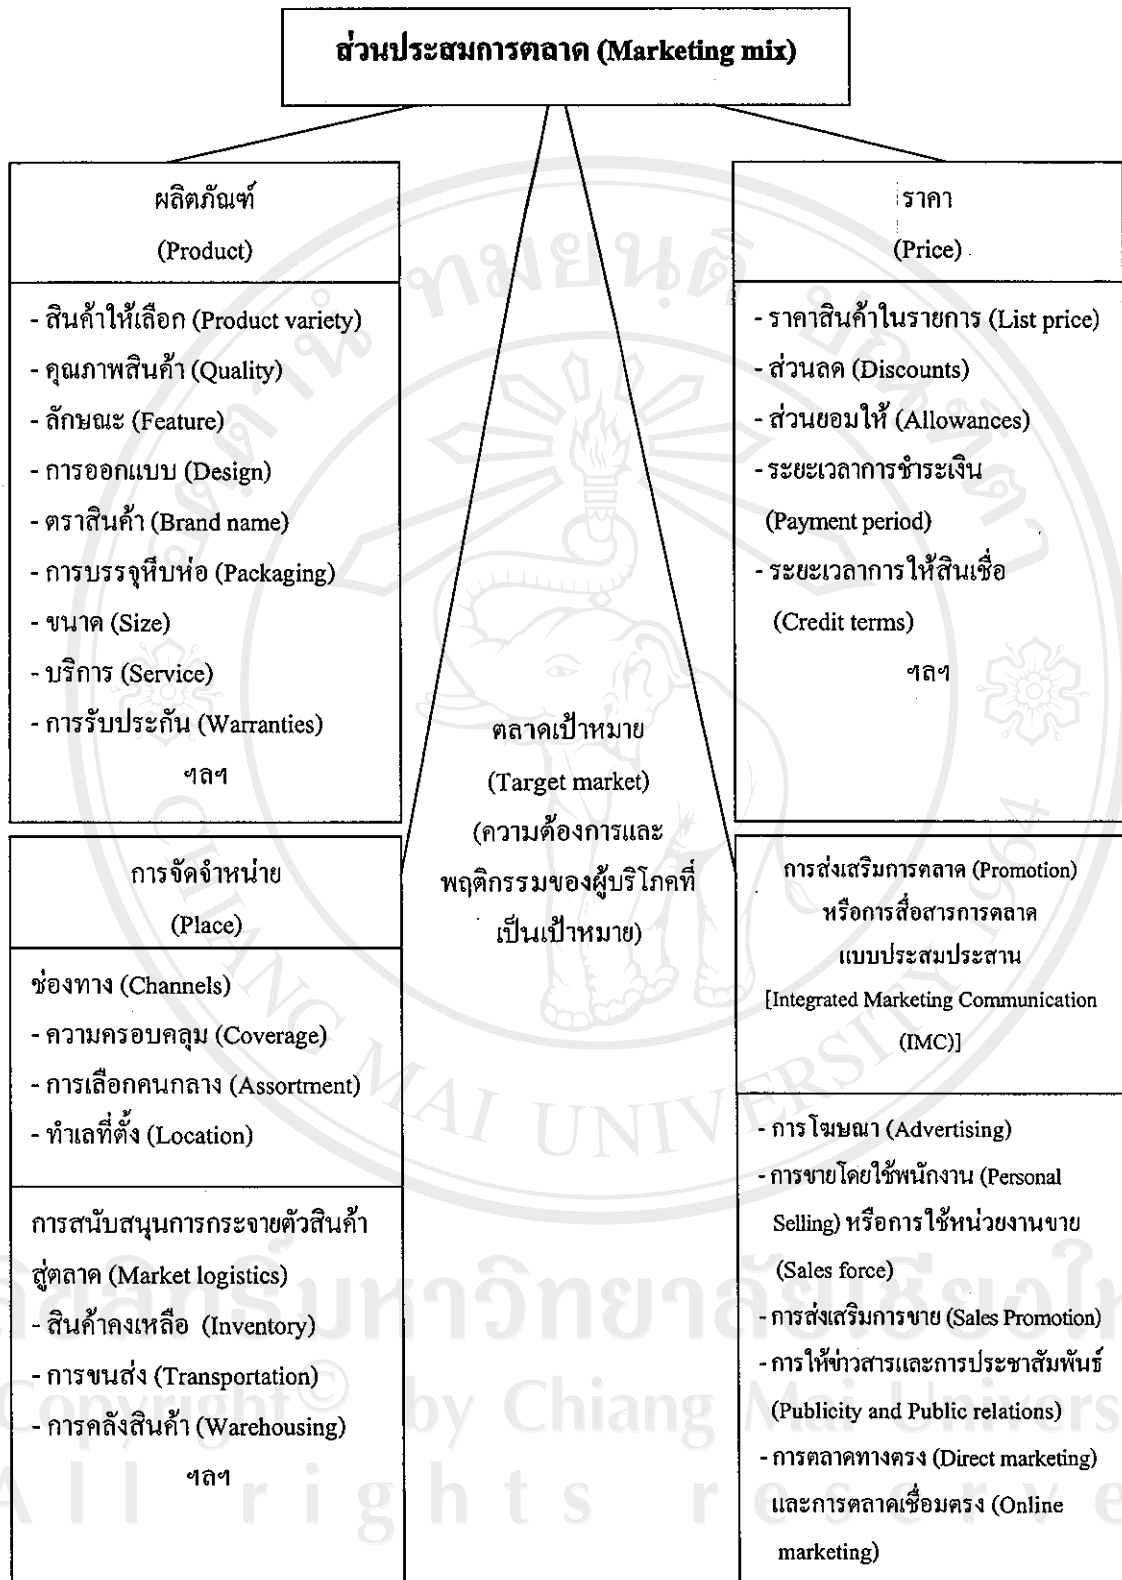 ส่วนประสมการตลาด (Marketing mix)
ผลิตภัณฑ์
(Product)
- สินค้าให้เลือก (Product variety)
- คุณภาพสินค้า (Quality)
- ลักษณะ (Feature)
- การออกแบบ (Design)
- ตราสินค้า (Brand name)
- การบรรจุหีบห่อ (Packaging)
- ขนาด (Size)
- บริการ (Service)
- การรับประกัน (Warranties)
ฯลฯ
ราคา
(Price)
- ราคาสินค้าในรายการ (List price)
- ส่วนลด (Discounts)
- ส่วนยอมให้ (Allowances)
- ระยะเวลาการชำระเงิน
(Payment period)
- ระยะเวลาการให้สินเชื่อ
(Credit terms)
ฯลฯ
ตลาดเป้าหมาย
(Target market)
(ความต้องการและ
พฤติกรรมของผู้บริโภคที่
เป็นเป้าหมาย)
การจัดจำหน่าย
(Place)
ช่องทาง (Channels)
- ความครอบคลุม (Coverage)
- การเลือกคนกลาง (Assortment)
- ทำเลที่ตั้ง (Location)
การสนับสนุนการกระจายตัวสินค้า
สู่ตลาด (Market logistics)
- สินค้าคงเหลือ (Inventory)
- การขนส่ง (Transportation)
- การคลังสินค้า (Warehousing)
ฯลฯ
การส่งเสริมการตลาด (Promotion)
หรือการสื่อสารการตลาด
แบบประสมประสาน
[Integrated Marketing Communication
(IMC)]
- การโฆษณา (Advertising)
- การขายโดยใช้พนักงาน (Personal
Selling) หรือการใช้หน่วยงานขาย
(Sales force)
- การส่งเสริมการขาย (Sales Promotion)
- การให้ข่าวสารและการประชาสัมพันธ์
(Publicity and Public relations)
- การตลาดทางตรง (Direct marketing)
และการตลาดเชื่อมตรง (Online
marketing)
CHIANG MAI UNIVERSITY 1964
Copyright© by Chiang Mai Univers
All rights reserve